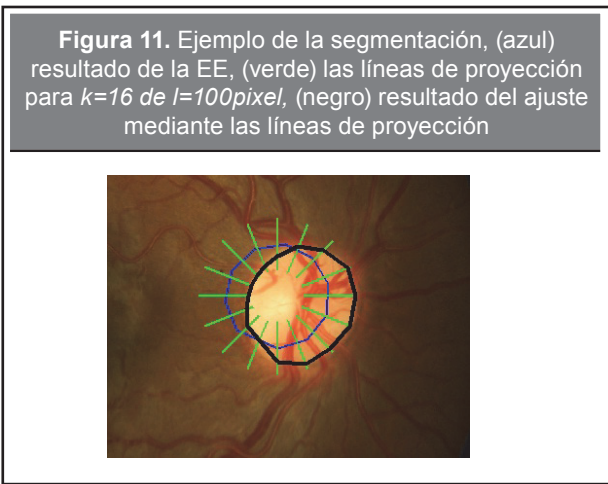 Figura 11. Ejemplo de la segmentación, (azul)
resultado de la EE, (verde) las líneas de proyección
para k=16 de l=100pixel, (negro) resultado del ajuste
mediante las líneas de proyección